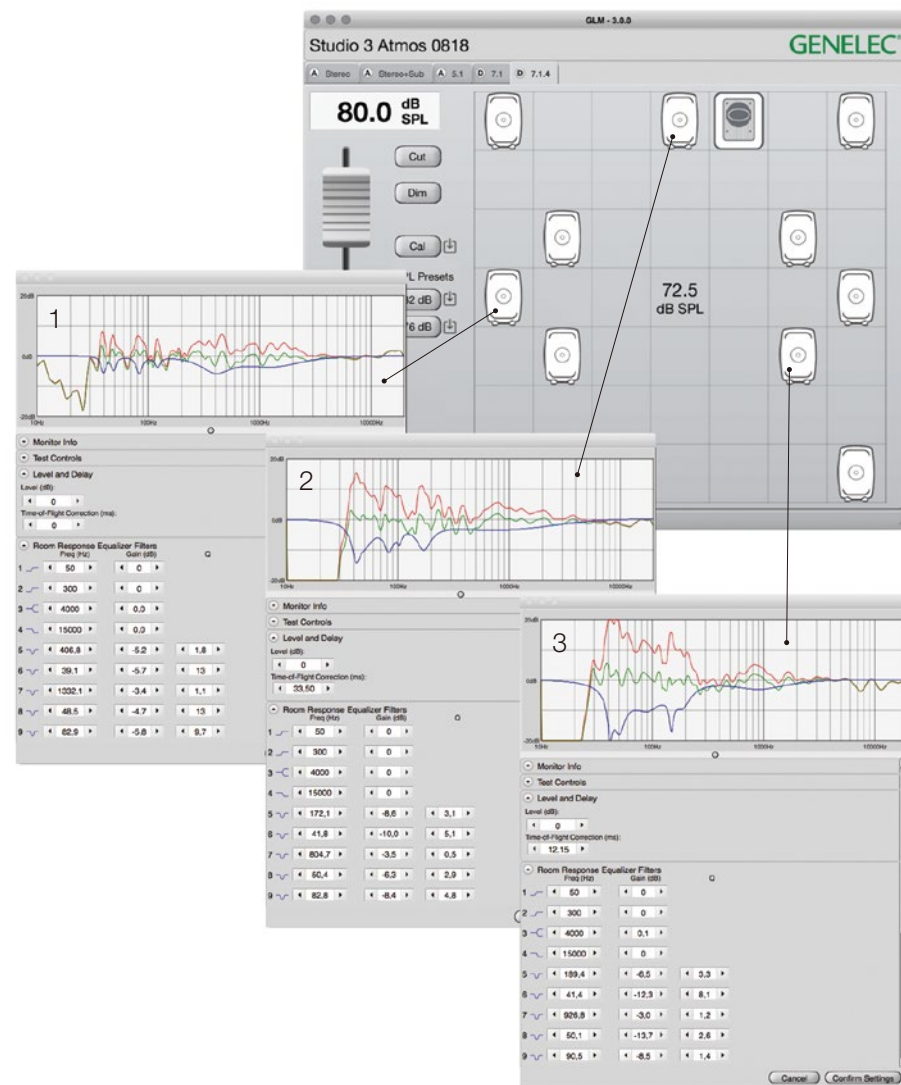 GLM - 3.0.0
Studio 3 Atmos 0818
GENELEC®
A Stereo A Stereo+Sub A 5.1 D 7.1 D 7.1.4
80.0 dB SPL
Cut
Dim
Cal
PL Presets
32 dB
76 dB
72.5
dB SPL
1
20dB
0dB
-20dB
10Hz 100Hz 1000Hz 10000Hz
Monitor Info
Test Controls
Level and Delay
Level (dB):
0
Time-of-Flight Correction (ms):
0
Room Response Equalizer Filters
Freq (Hz) Gain (dB) Q
1 50 0
2 300 0
3 4000 0,0
4 15000 0,0
5 406,8 -5,2 1,8
6 39,1 -5,7 13
7 1332,1 -3,4 1,1
8 48,5 -4,7 13
9 82,9 -5,8 9,7
2
20dB
0dB
-20dB
10Hz 100Hz 1000Hz 10000Hz
Monitor Info
Test Controls
Level and Delay
Level (dB):
0
Time-of-Flight Correction (ms):
33,50
Room Response Equalizer Filters
Freq (Hz) Gain (dB) Q
1 50 0
2 300 0
3 4000 0
4 15000 0
5 172,1 -8,6 3,1
6 41,8 -10,0 5,1
7 804,7 -3,5 0,5
8 60,4 -6,3 2,9
9 82,8 -8,4 4,8
3
20dB
0dB
-20dB
10Hz 100Hz 1000Hz 10000Hz
Monitor Info
Test Controls
Level and Delay
Level (dB):
0
Time-of-Flight Correction (ms):
12,15
Room Response Equalizer Filters
Freq (Hz) Gain (dB) Q
1 50 0
2 300 0
3 4000 0,1
4 15000 0
5 189,4 -6,5 3,3
6 41,4 -12,3 8,1
7 926,8 -3,0 1,2
8 50,1 -13,7 2,6
9 90,5 -8,5 1,4
Cancel Confirm Settings